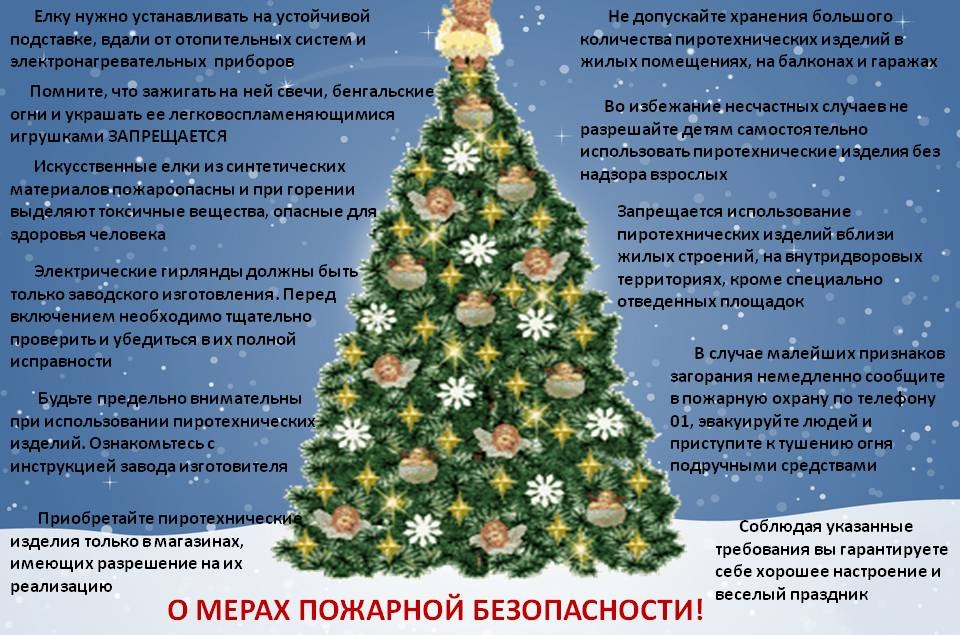 Елку нужно устанавливать на устойчивой
подставке, вдали от отопительных систем и
электронагревательных приборов
Помните, что зажигать на ней свечи, бенгальские
огни и украшать ее легковоспламеняющимися
игрушками ЗАПРЕЩАЕТСЯ
Искусственные елки из синтетических
материалов пожароопасны и при горении
выделяют токсичные вещества, опасные для
здоровья человека
Электрические гирлянды должны быть
только заводского изготовления. Перед
включением необходимо тщательно
проверить и убедиться в их полной
исправности
Будьте предельно внимательны
при использовании пиротехнических
изделий. Ознакомьтесь с
инструкцией завода изготовителя
Приобретайте пиротехнические
изделия только в магазинах,
имеющих разрешение на их
реализацию
Не допускайте хранения большого
количества пиротехнических изделий в
жилых помещениях, на балконах и гаражах
Во избежание несчастных случаев не
разрешайте детям самостоятельно
использовать пиротехнические изделия без
надзора взрослых
Запрещается использование
пиротехнических изделий вблизи
жилых строений, на внутридворовых
территориях, кроме специально
отведенных площадок
В случае малейших признаков
загорания немедленно сообщите
в пожарную охрану по телефону
01, эвакуируйте людей и
приступите к тушению огня
подручными средствами
Соблюдая указанные
требования вы гарантируете
себе хорошее настроение и
веселый праздник
О МЕРАХ ПОЖАРНОЙ БЕЗОПАСНОСТИ!